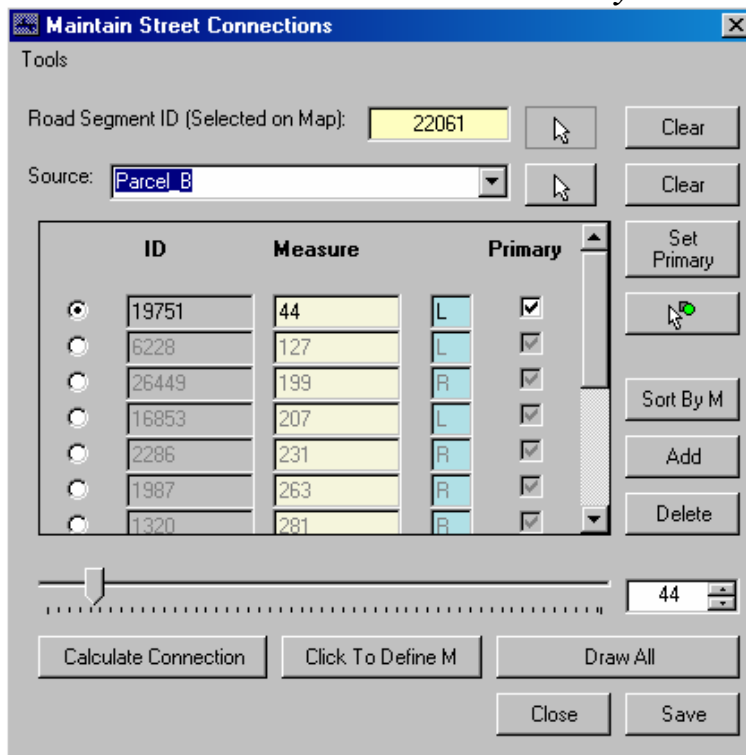 Maintain Street Connections
Tools
Road Segment ID (Selected on Map): 22061 Clear
Source: Parcel_B Clear
ID Measure Primary Set Primary
19751 44 L
6228 127 L
26449 199 R
16853 207 L Sort By M
2286 231 R Add
1987 263 R
1320 281 R Delete
44
Calculate Connection Click To Define M Draw All
Close Save